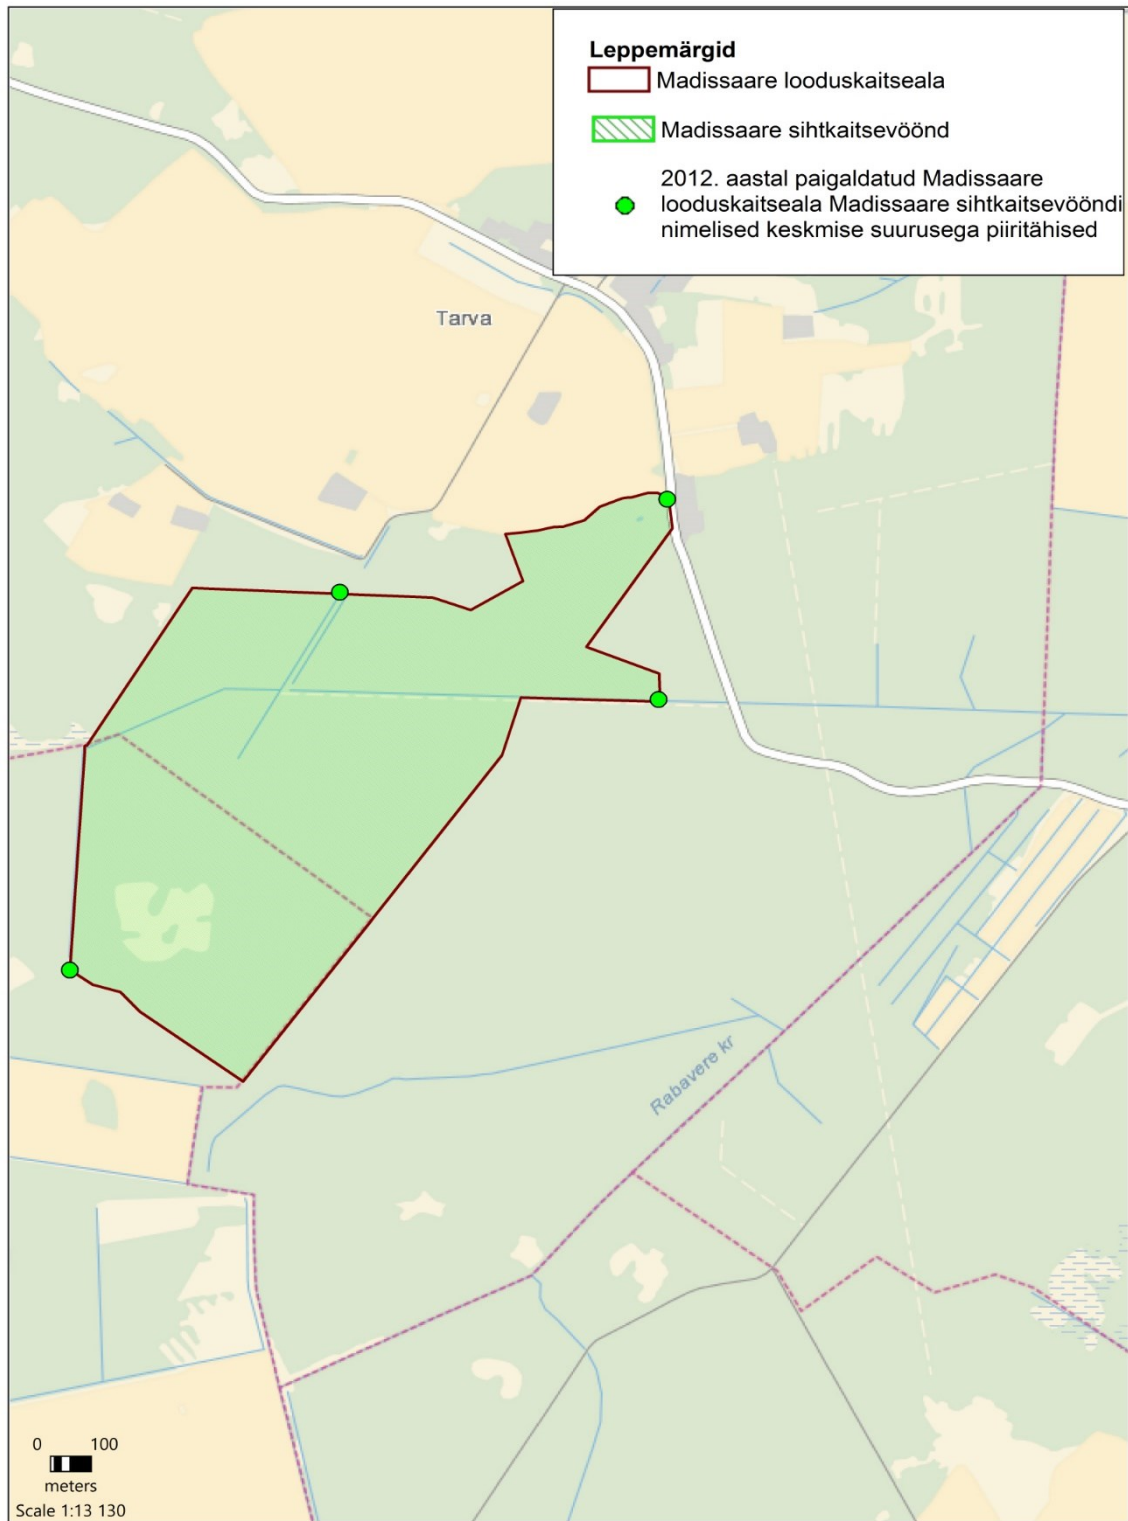 Leppemärgid
Madissaare looduskaitseala
Madissaare sihtkaitsevöönd
2012. aastal paigaldatud Madissaare
looduskaitseala Madissaare sihtkaitsevööndi
nimelised keskmise suurusega piiritähised
Tarva
Rabavere kr
0 100
meters
Scale 1:13 130